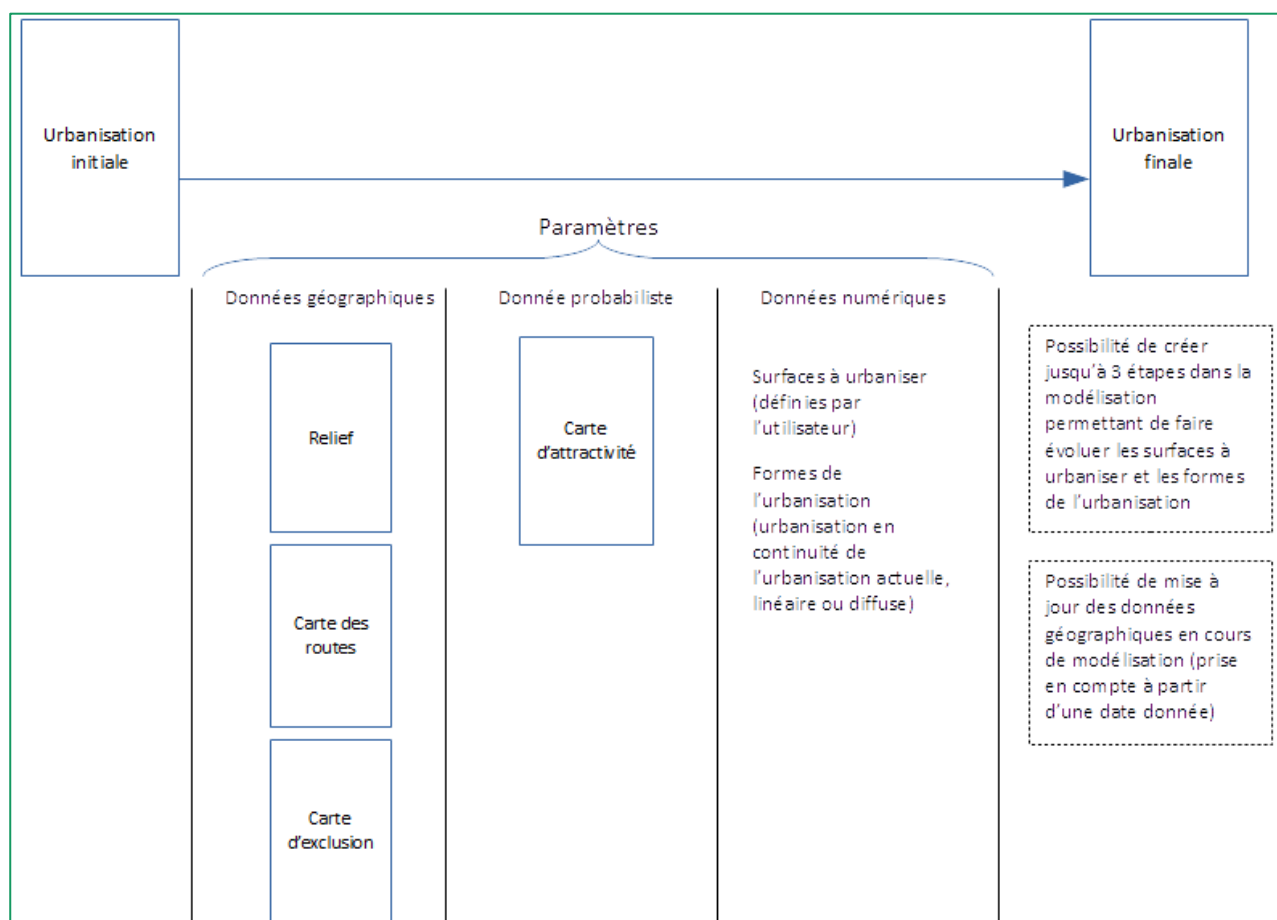 Urbanisation
initiale
Urbanisation
finale
Paramètres
Données géographiques
Donnée probabiliste
Données numériques
Relief
Carte des
routes
Carte
d'exclusion
Carte
d'attractivité
Surfaces à urbaniser
(définies par
l'utilisateur)
Formes de
l'urbanisation
(urbanisation en
continuité de
l'urbanisation actuelle,
linéaire ou diffuse)
Possibilité de créer
jusqu'à 3 étapes dans la
modélisation
permettant de faire
évoluer les surfaces à
urbaniser et les formes
de l'urbanisation
Possibilité de mise à
jour des données
géographiques en cours
de modélisation (prise
en compte à partir
d'une date donnée)